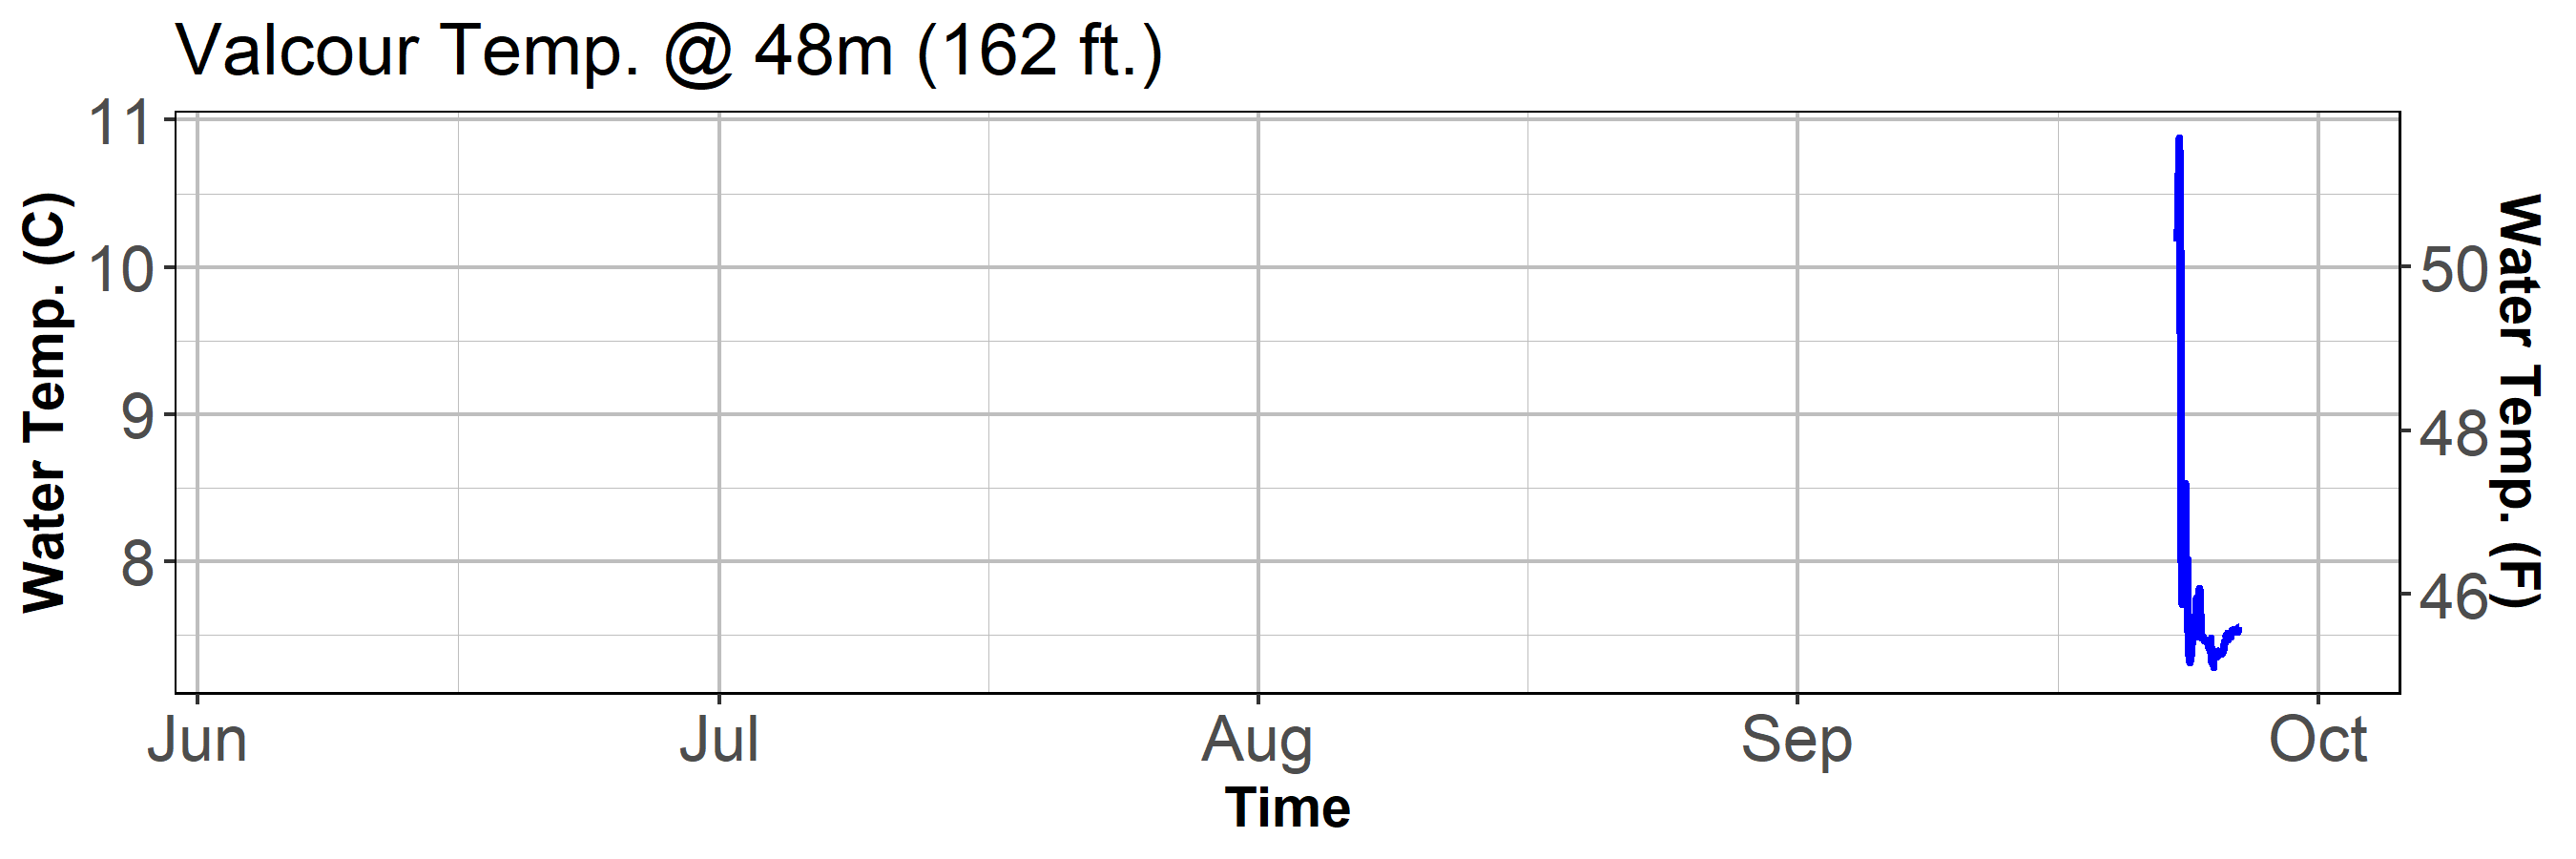 Valcour Temp. @ 48m (162 ft.)
Water Temp. (C)
11
10
9
8
50
48
46
Water Temp. (F)
Jun Jul Aug Sep Oct
Time